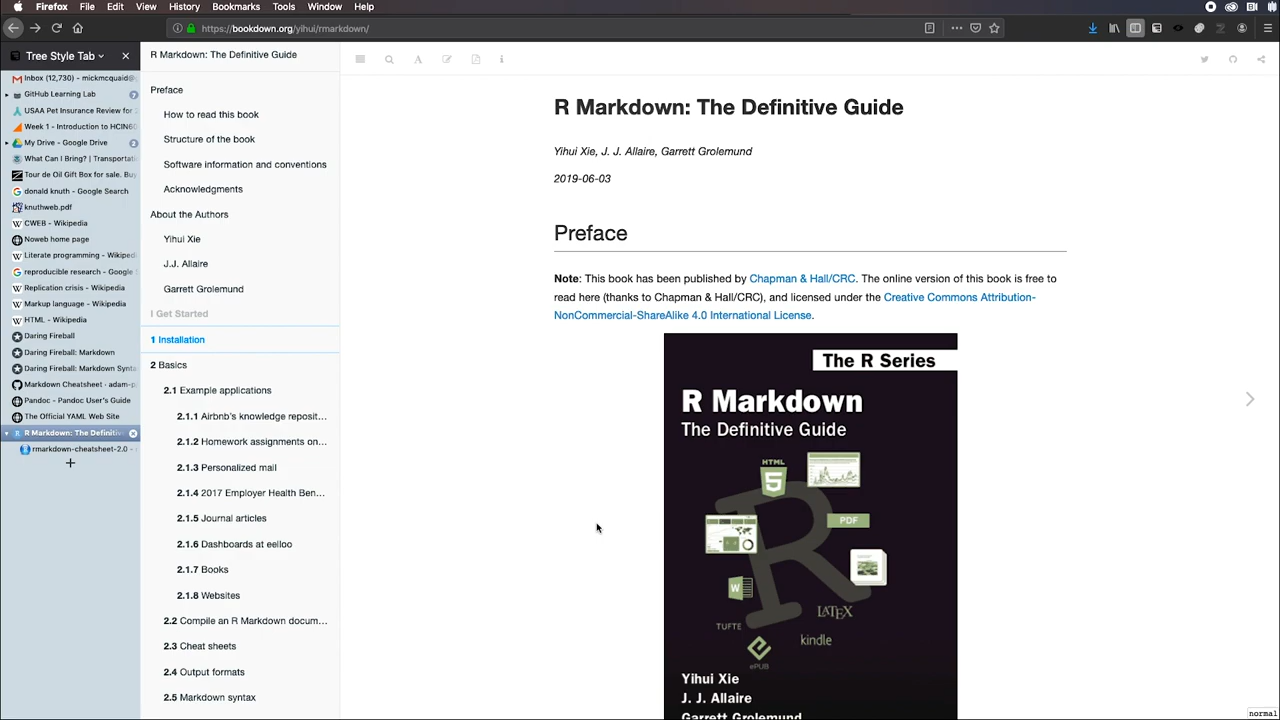 Firefox File Edit View History Bookmarks Tools Window Help
https://bookdown.org/yihui/rmarkdown/
Tree Style Tab
Inbox (12,730) - mickmcquaid@
GitHub Learning Lab 2
USAA Pet Insurance Review for
Week 1 - Introduction to HCIN60
My Drive - Google Drive 2
What Can I Bring? | Transportati
Tour de Oil Gift Box for sale. Buy
donald knuth - Google Search
knuthweb.pdf
CWEB - Wikipedia
Noweb home page
Literate programming - Wikiped
reproducible research - Google
Replication crisis - Wikipedia
Markup language - Wikipedia
HTML - Wikipedia
Daring Fireball
Daring Fireball: Markdown
Daring Fireball: Markdown Synta
Markdown Cheatsheet · adam-p
Pandoc - Pandoc User's Guide
The Official YAML Web Site
R Markdown: The Definitiv
rmarkdown-cheatsheet-2.0 -
R Markdown: The Definitive Guide
Preface
How to read this book
Structure of the book
Software information and conventions
Acknowledgments
About the Authors
Yihui Xie
J.J. Allaire
Garrett Grolemund
I Get Started
1 Installation
2 Basics
2.1 Example applications
2.1.1 Airbnb's knowledge reposit...
2.1.2 Homework assignments on...
2.1.3 Personalized mail
2.1.4 2017 Employer Health Ben...
2.1.5 Journal articles
2.1.6 Dashboards at eelloo
2.1.7 Books
2.1.8 Websites
2.2 Compile an R Markdown docum...
2.3 Cheat sheets
2.4 Output formats
2.5 Markdown syntax
R Markdown: The Definitive Guide
Yihui Xie, J. J. Allaire, Garrett Grolemund
2019-06-03
Preface
Note: This book has been published by Chapman & Hall/CRC. The online version of this book is free to
read here (thanks to Chapman & Hall/CRC), and licensed under the Creative Commons Attribution-
NonCommercial-ShareAlike 4.0 International License.
The R Series
R Markdown
The Definitive Guide
HTML
5
PDF
R
W
LATEX
TUFTE
kindle
ePUB
Yihui Xie
J. J. Allaire
Garrett Grolemund
normal